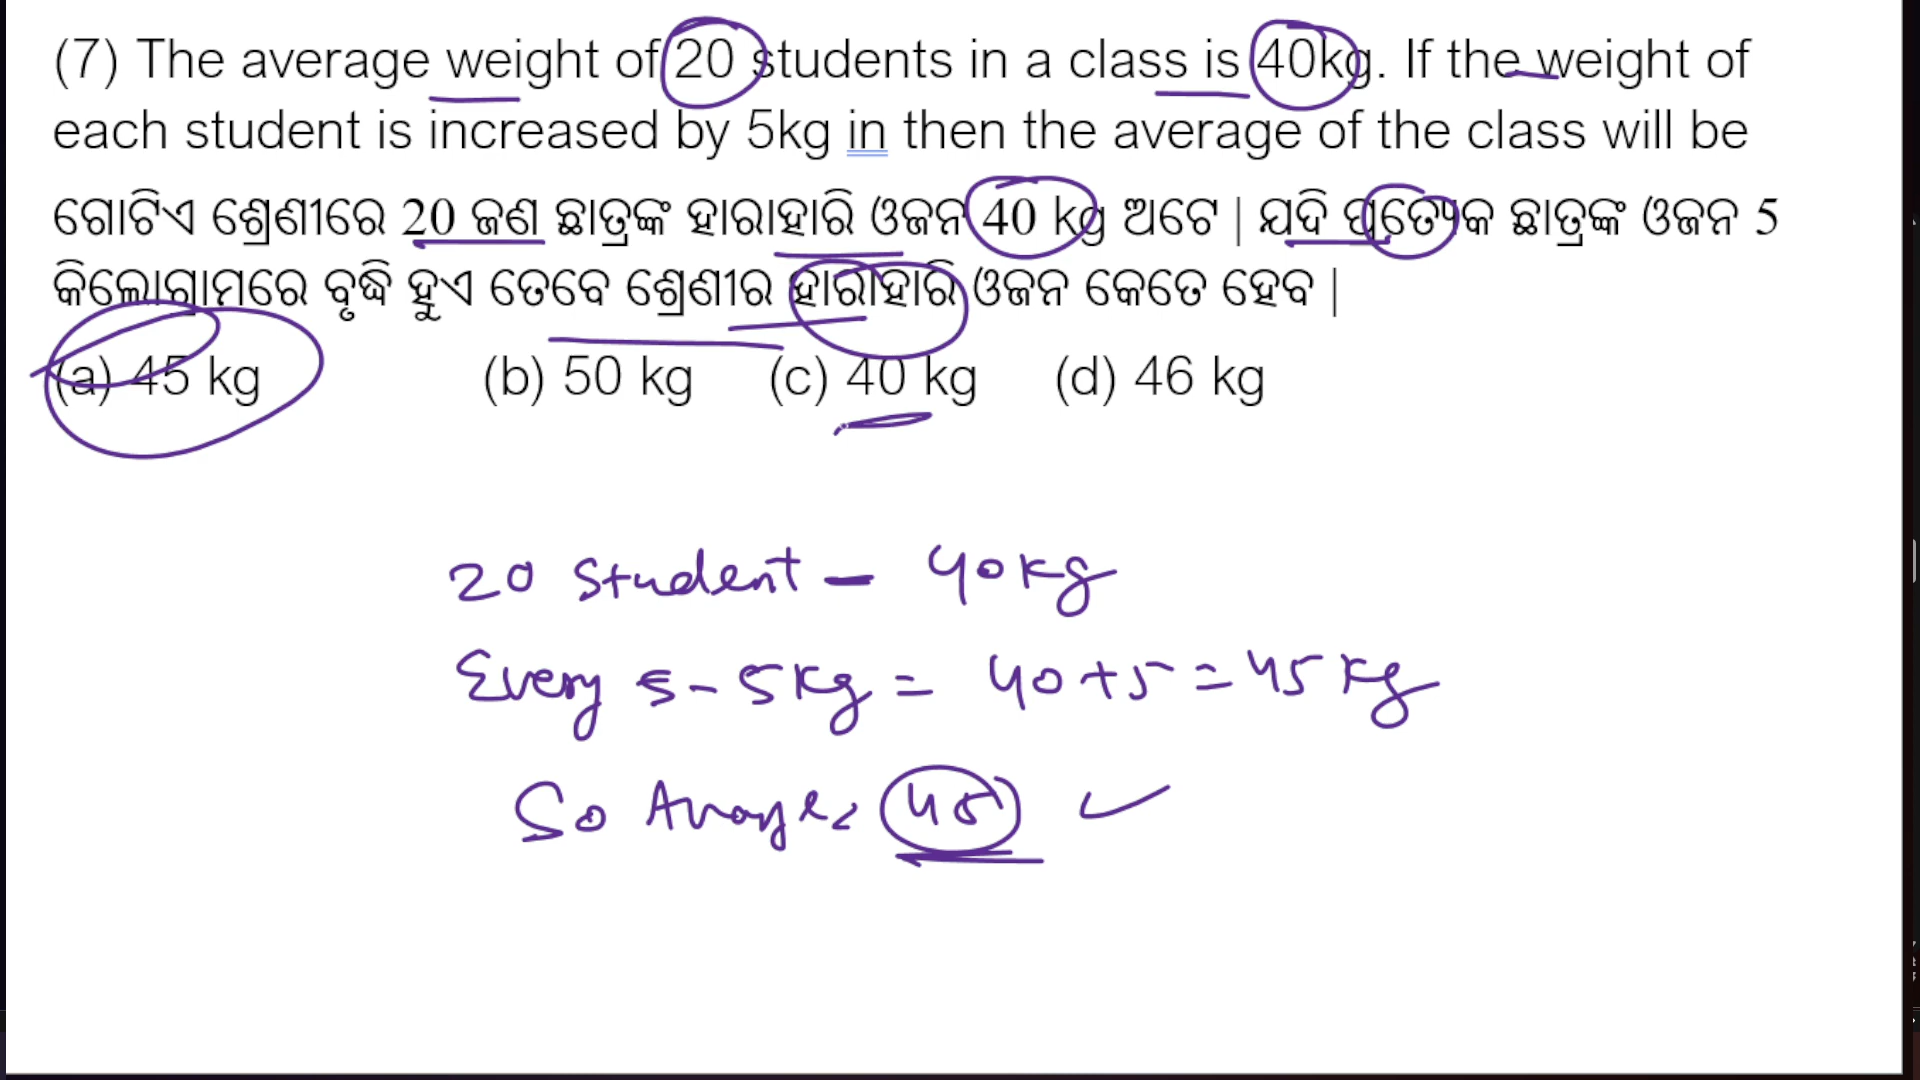 (7) The average weight of 20 students in a class is 40kg. If the weight of
each student is increased by 5kg in then the average of the class will be
ଗୋଟିଏ ଶ୍ରେଣୀରେ 20 ଜଣ ଛାତ୍ରଙ୍କ ହାରାହାରି ଓଜନ 40 kg ଅଟେ | ଯଦି ପ୍ରତ୍ୟେକ ଛାତ୍ରଙ୍କ ଓଜନ 5
କିଲୋଗ୍ରାମରେ ବୃଦ୍ଧି ହୁଏ ତେବେ ଶ୍ରେଣୀର ହାରାହାରି ଓଜନ କେତେ ହେବ |
(a) 45 kg (b) 50 kg (c) 40 kg (d) 46 kg
20 Student - 40kg
Every s - 5kg = 40+5 = 45 kg
So 45